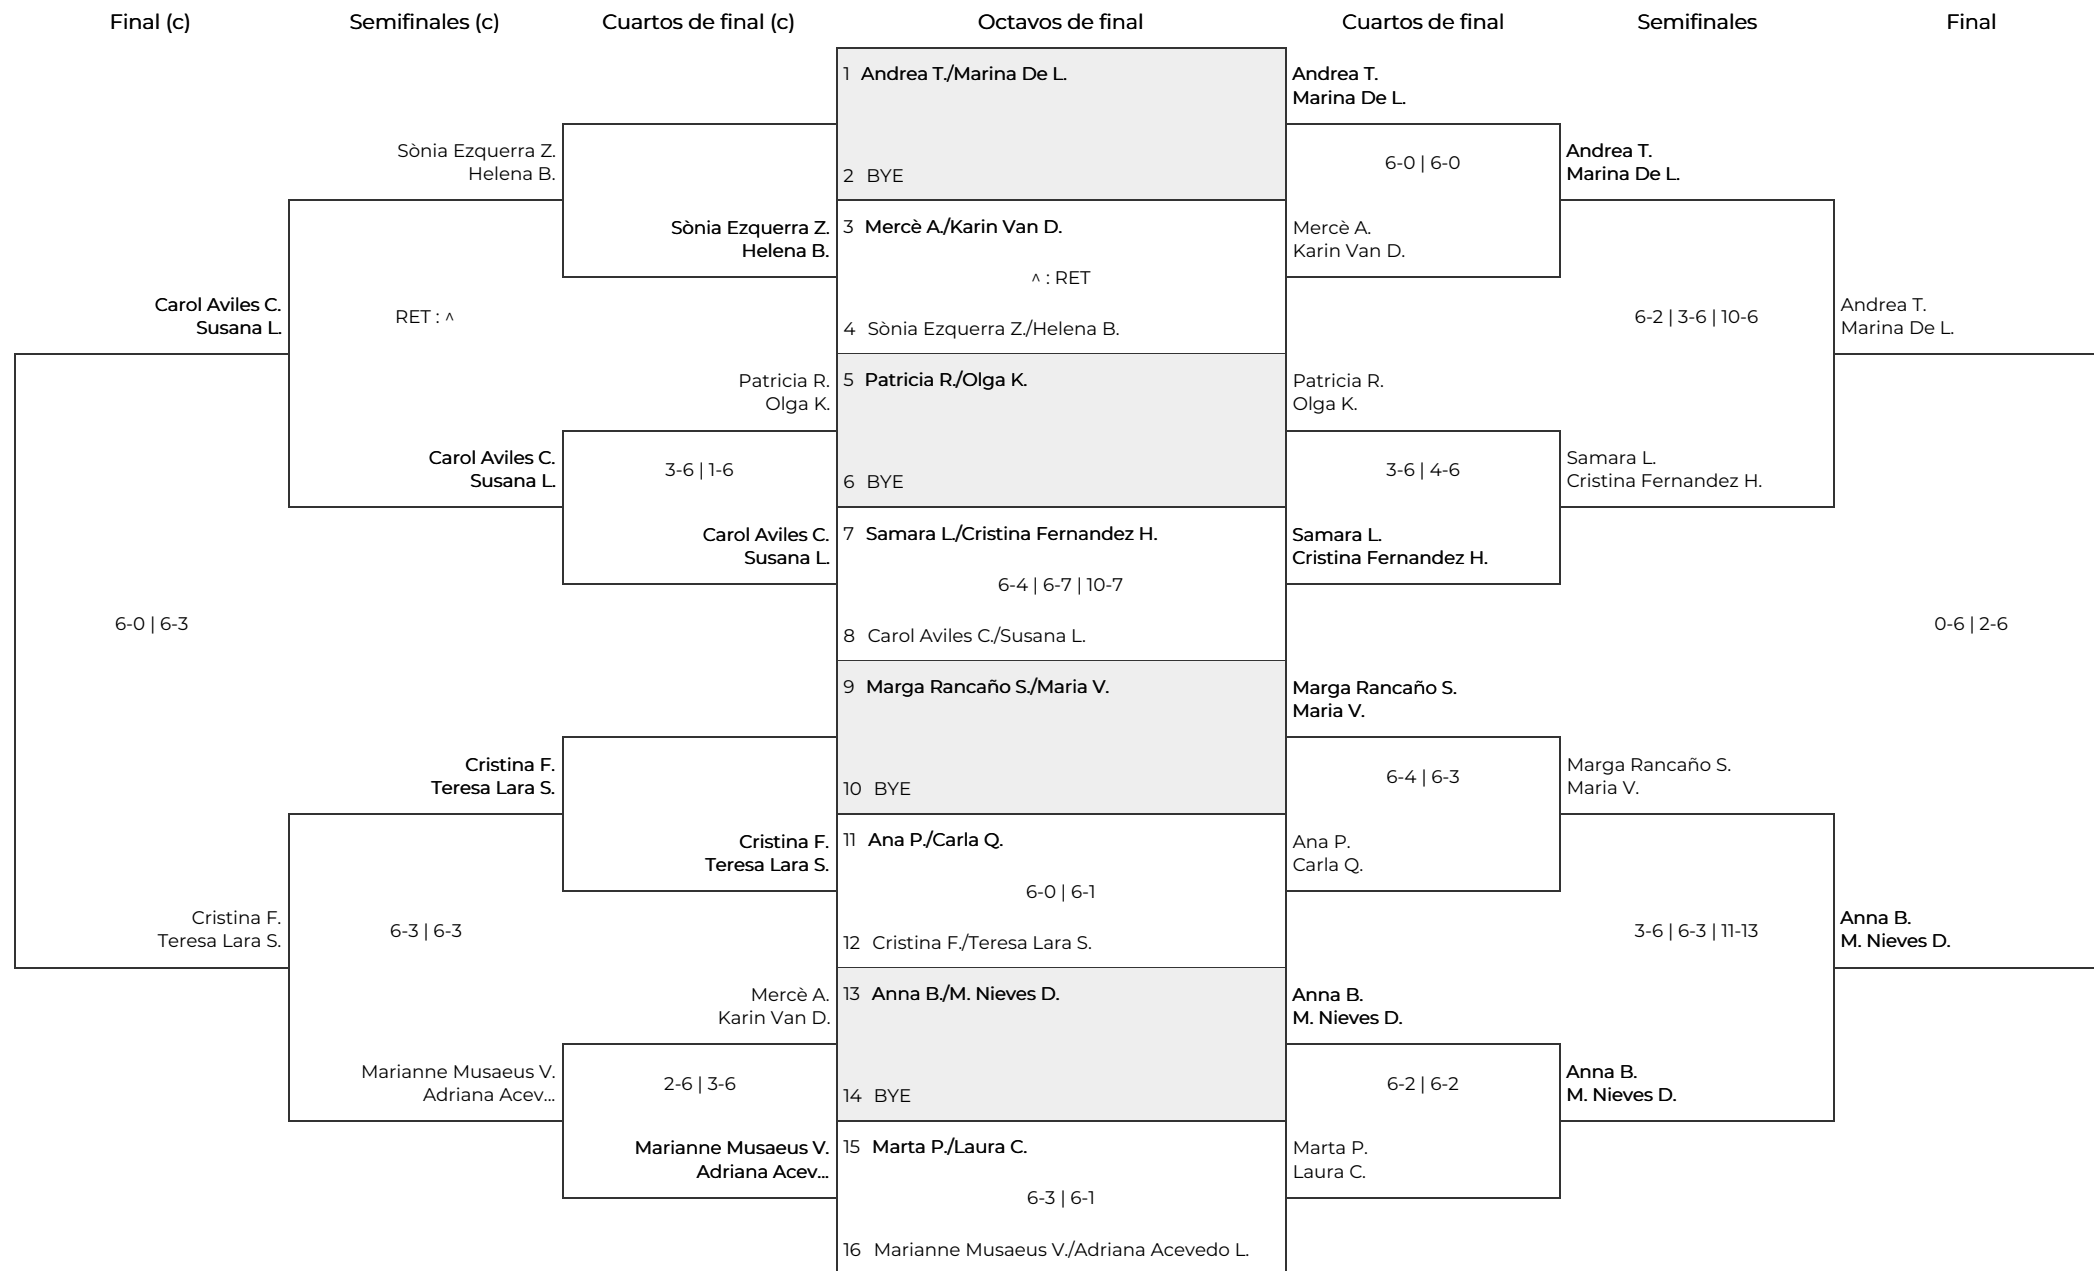 Final (c)
Semifinales (c)
Cuartos de final (c)
Octavos de final
Cuartos de final
Semifinales
Final
Carol Aviles C.
Susana L.
6-0 | 6-3
Cristina F.
Teresa Lara S.
Sònia Ezquerra Z.
Helena B.
RET : ^
Carol Aviles C.
Susana L.
Cristina F.
Teresa Lara S.
6-3 | 6-3
Marianne Musaeus V.
Adriana Acev...
Sònia Ezquerra Z.
Helena B.
Patricia R.
Olga K.
3-6 | 1-6
Carol Aviles C.
Susana L.
Cristina F.
Teresa Lara S.
Mercè A.
Karin Van D.
2-6 | 3-6
Marianne Musaeus V.
Adriana Acev...
1 Andrea T./Marina De L.
2 BYE
3 Mercè A./Karin Van D.
^ : RET
4 Sònia Ezquerra Z./Helena B.
5 Patricia R./Olga K.
6 BYE
7 Samara L./Cristina Fernandez H.
6-4 | 6-7 | 10-7
8 Carol Aviles C./Susana L.
9 Marga Rancaño S./Maria V.
10 BYE
11 Ana P./Carla Q.
6-0 | 6-1
12 Cristina F./Teresa Lara S.
13 Anna B./M. Nieves D.
14 BYE
15 Marta P./Laura C.
6-3 | 6-1
16 Marianne Musaeus V./Adriana Acevedo L.
Andrea T.
Marina De L.
6-0 | 6-0
Mercè A.
Karin Van D.
Patricia R.
Olga K.
3-6 | 4-6
Samara L.
Cristina Fernandez H.
Marga Rancaño S.
Maria V.
6-4 | 6-3
Ana P.
Carla Q.
Anna B.
M. Nieves D.
6-2 | 6-2
Marta P.
Laura C.
Andrea T.
Marina De L.
6-2 | 3-6 | 10-6
Samara L.
Cristina Fernandez H.
Marga Rancaño S.
Maria V.
3-6 | 6-3 | 11-13
Anna B.
M. Nieves D.
Andrea T.
Marina De L.
0-6 | 2-6
Anna B.
M. Nieves D.